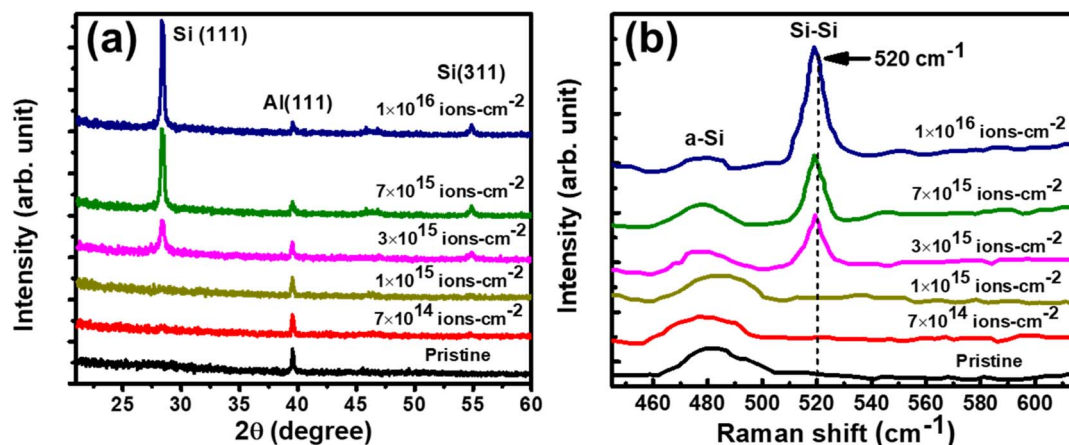 (a)
Si (111)
Si(311)
Al(111)
1×10^16 ions-cm^-2
7×10^15 ions-cm^-2
3×10^15 ions-cm^-2
1×10^15 ions-cm^-2
7×10^14 ions-cm^-2
Pristine
Intensity (arb. unit)
25 30 35 40 45 50 55 60
2θ (degree)
(b)
Si-Si
520 cm^-1
a-Si
1×10^16 ions-cm^-2
7×10^15 ions-cm^-2
3×10^15 ions-cm^-2
1×10^15 ions-cm^-2
7×10^14 ions-cm^-2
Pristine
Intensity (arb. unit)
460 480 500 520 540 560 580 600
Raman shift (cm^-1)